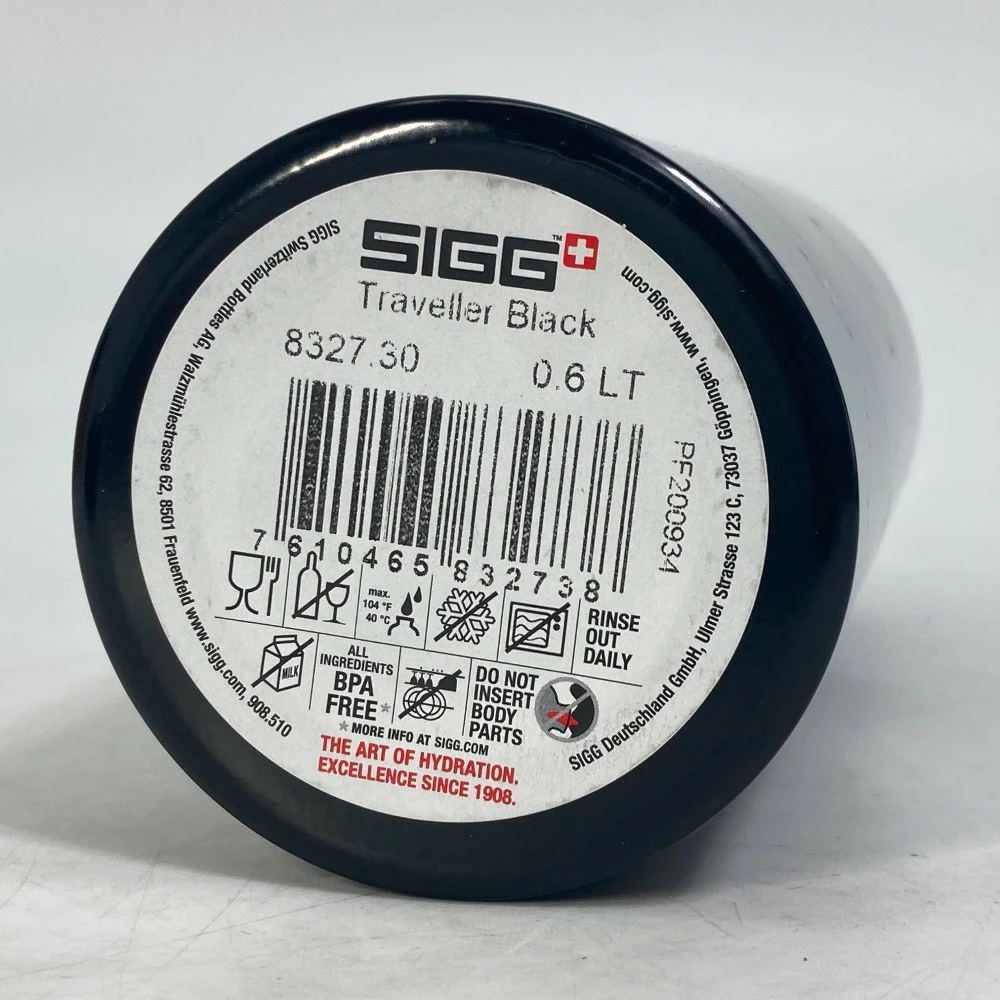 SIGG™
Traveller Black
8327.30 0.6 LT
7 610465 832738
PF200934
max.
104 °F
40 °C
RINSE
OUT
DAILY
MILK
ALL
INGREDIENTS
BPA
FREE*
DO NOT
INSERT
BODY
PARTS
*MORE INFO AT SIGG.COM
THE ART OF HYDRATION.
EXCELLENCE SINCE 1908.
SIGG Switzerland Bottles AG, Walzmühlestrasse 62, 8501 Frauenfeld www.sigg.com, 908.510
SIGG Deutschland GmbH, Ulmer Strasse 123 C, 73037 Göppingen, www.sigg.com